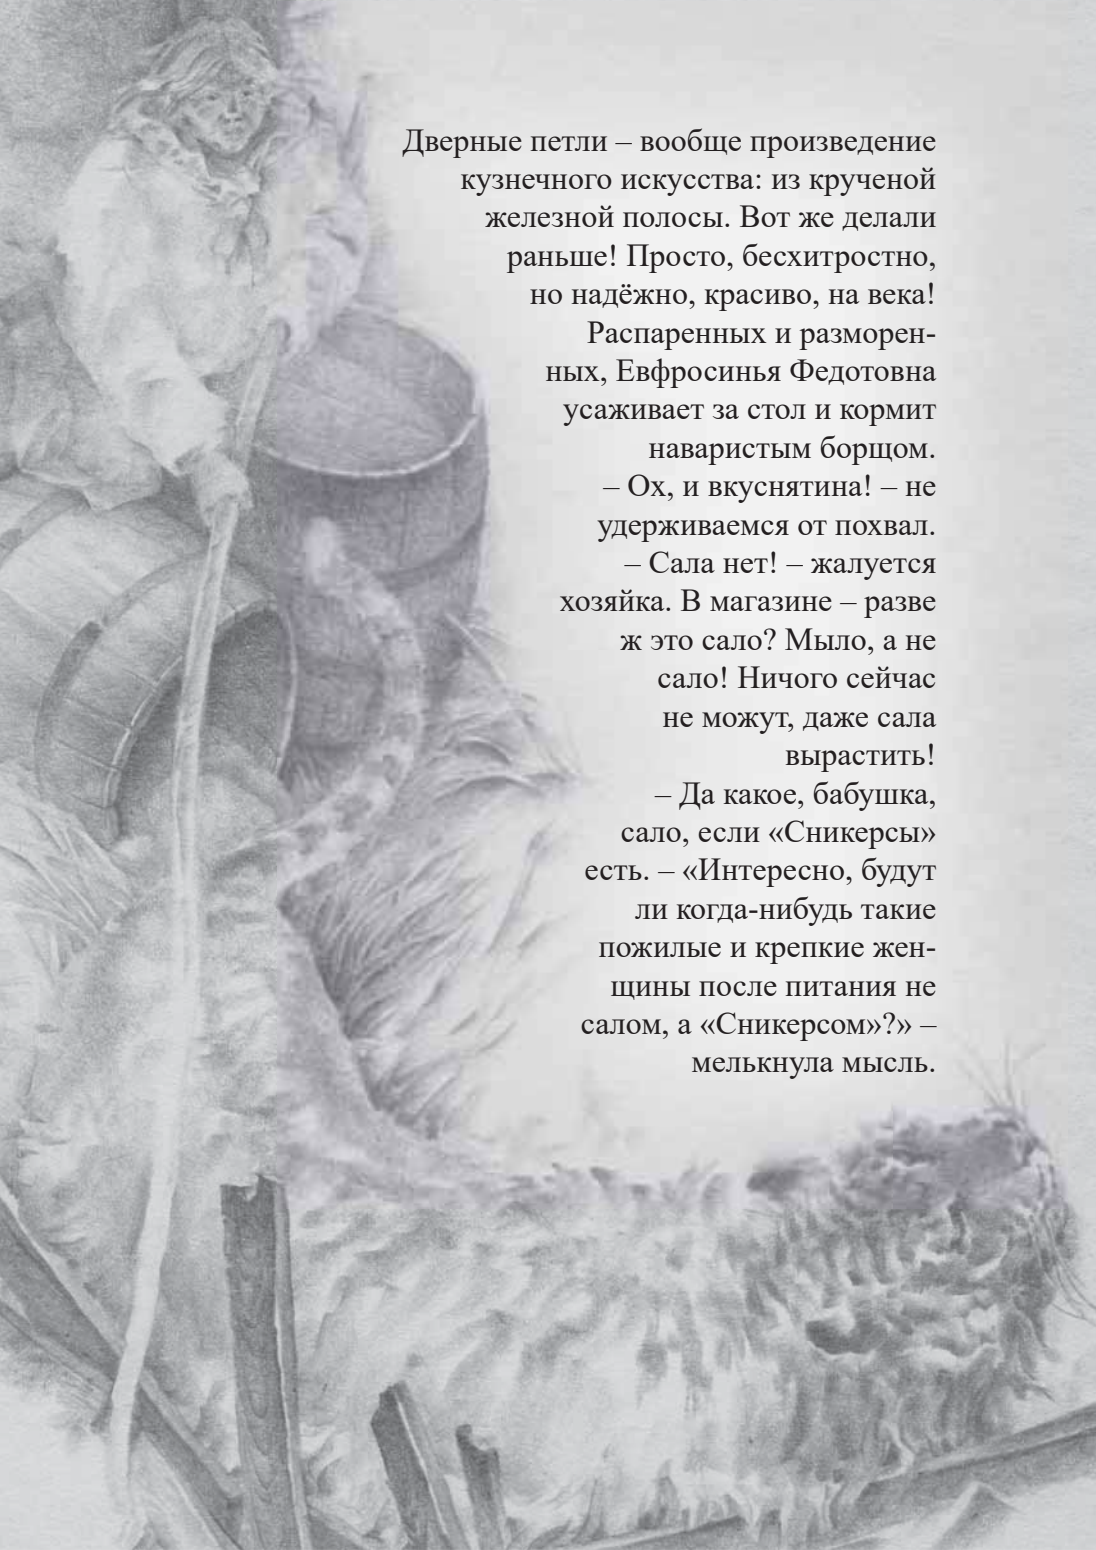 Дверные петли – вообще произведение
кузнечного искусства: из крученой
железной полосы. Вот же делали
раньше! Просто, бесхитростно,
но надёжно, красиво, на века!
Распаренных и разморен-
ных, Евфросинья Федотовна
усаживает за стол и кормит
наваристым борщом.
– Ох, и вкуснятина! – не
удерживаемся от похвал.
– Сала нет! – жалуется
хозяйка. В магазине – разве
ж это сало? Мыло, а не
сало! Ничего сейчас
не можут, даже сала
вырастить!
– Да какое, бабушка,
сало, если «Сникерсы»
есть. – «Интересно, будут
ли когда-нибудь такие
пожилые и крепкие жен-
щины после питания не
салом, а «Сникерсом»?» –
мелькнула мысль.